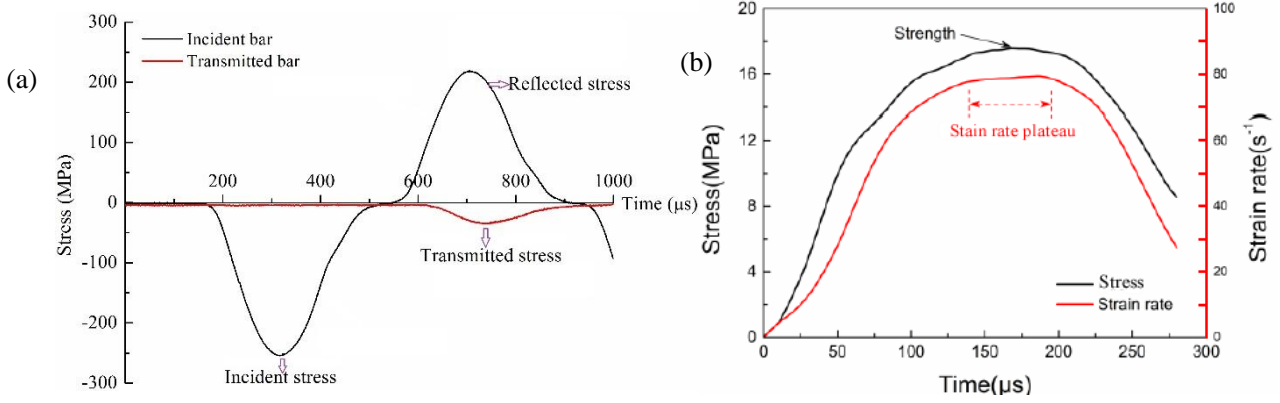 (a)
300
200
100
0
-100
-200
-300
Stress (MPa)
Incident bar
Transmitted bar
Reflected stress
200
400
600
800
1000
Time (μs)
Transmitted stress
Incident stress
(b)
20
16
12
8
4
0
Stress(MPa)
Strength
Stain rate plateau
Stress
Strain rate
0
50
100
150
200
250
300
Time(μs)
100
80
60
40
20
0
Strain rate(s⁻¹)